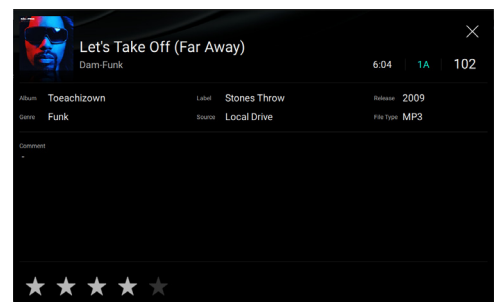 Let's Take Off (Far Away)
Dam-Funk
6:04 1A 102
Album Toeachizown Label Stones Throw Release 2009
Genre Funk Source Local Drive File Type MP3
Comment
-